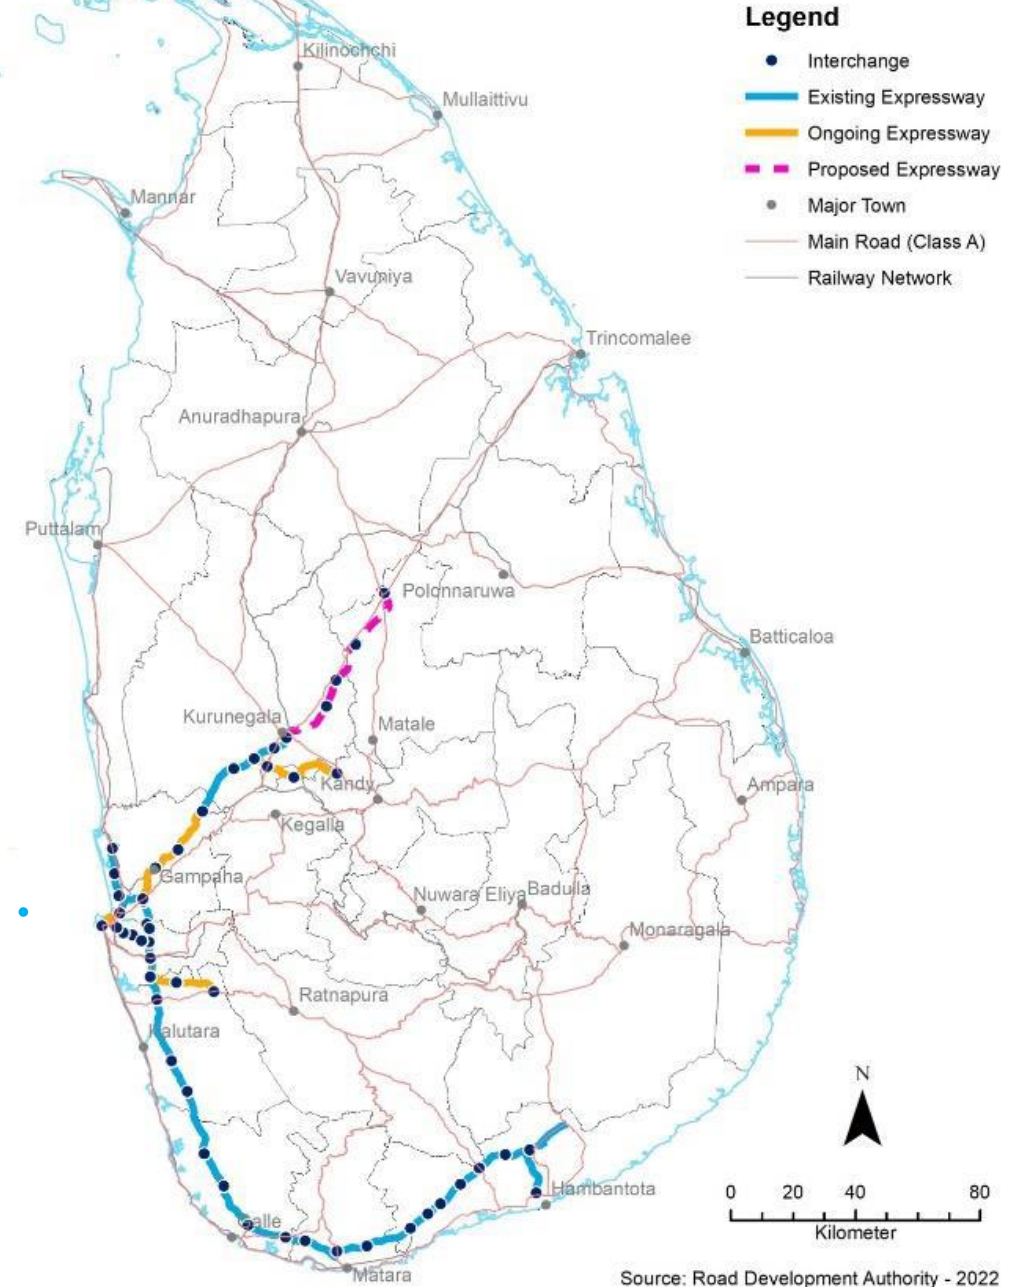 Legend
Interchange
Existing Expressway
Ongoing Expressway
Proposed Expressway
Major Town
Main Road (Class A)
Railway Network
Kilinochchi
Mullaittivu
Mannar
Vavuniya
Trincomalee
Anuradhapura
Puttalam
Polonnaruwa
Batticaloa
Kurunegala
Matale
Kandy
Ampara
Kegalla
Gampaha
Nuwara Eliya
Badulla
Monaragala
Ratnapura
Kalutara
N
Hambantota
0 20 40 80
Kilometer
Galle
Matara
Source: Road Development Authority - 2022